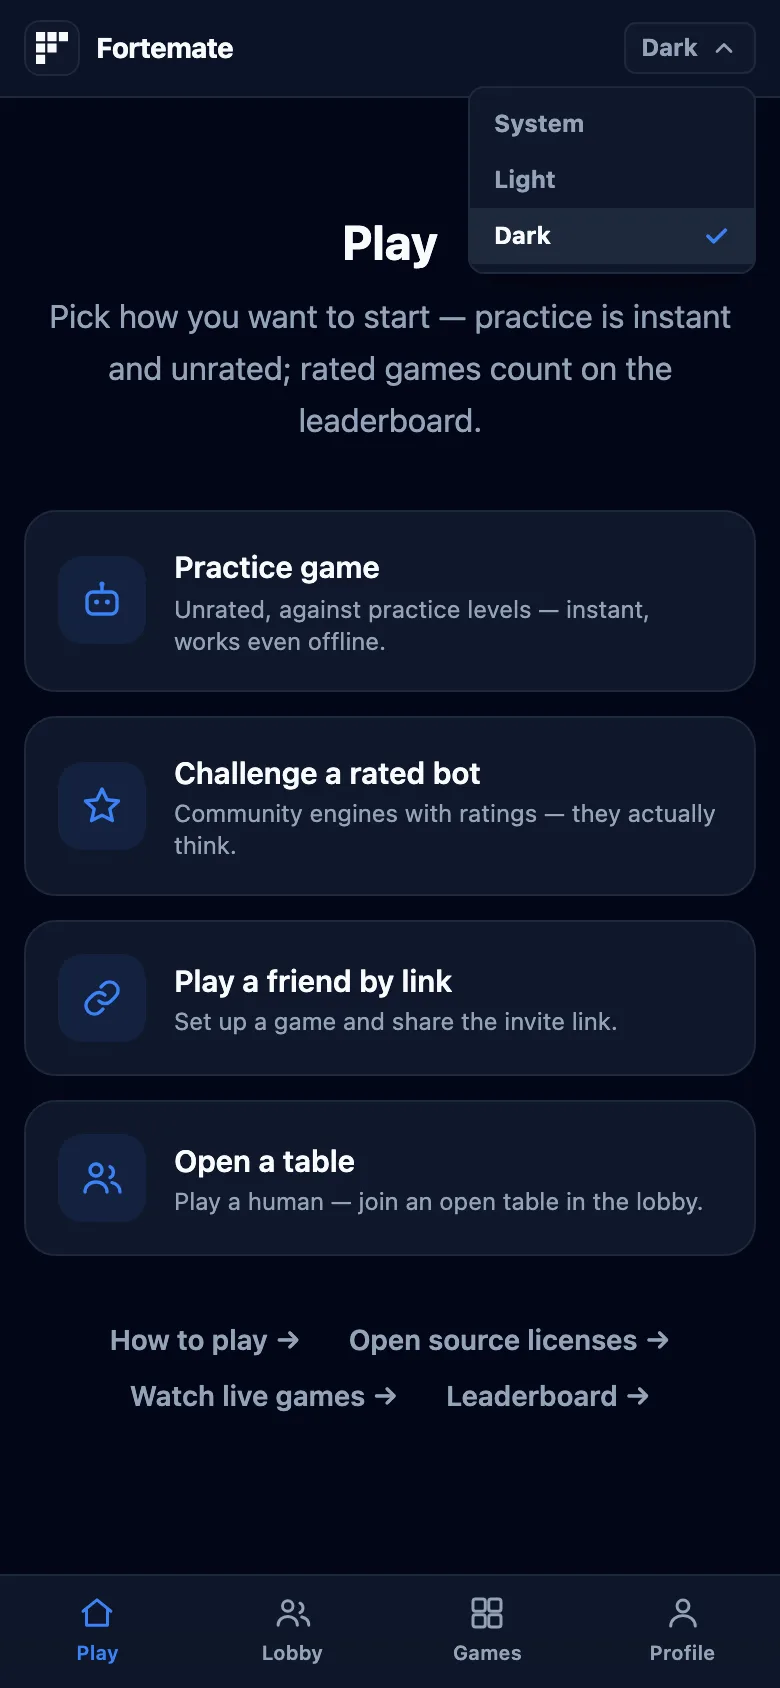 Fortemate
Dark
System
Light
Dark
Play
Pick how you want to start — practice is instant
and unrated; rated games count on the
leaderboard.
Practice game
Unrated, against practice levels — instant,
works even offline.
Challenge a rated bot
Community engines with ratings — they actually
think.
Play a friend by link
Set up a game and share the invite link.
Open a table
Play a human — join an open table in the lobby.
How to play → Open source licenses →
Watch live games → Leaderboard →
Play Lobby Games Profile